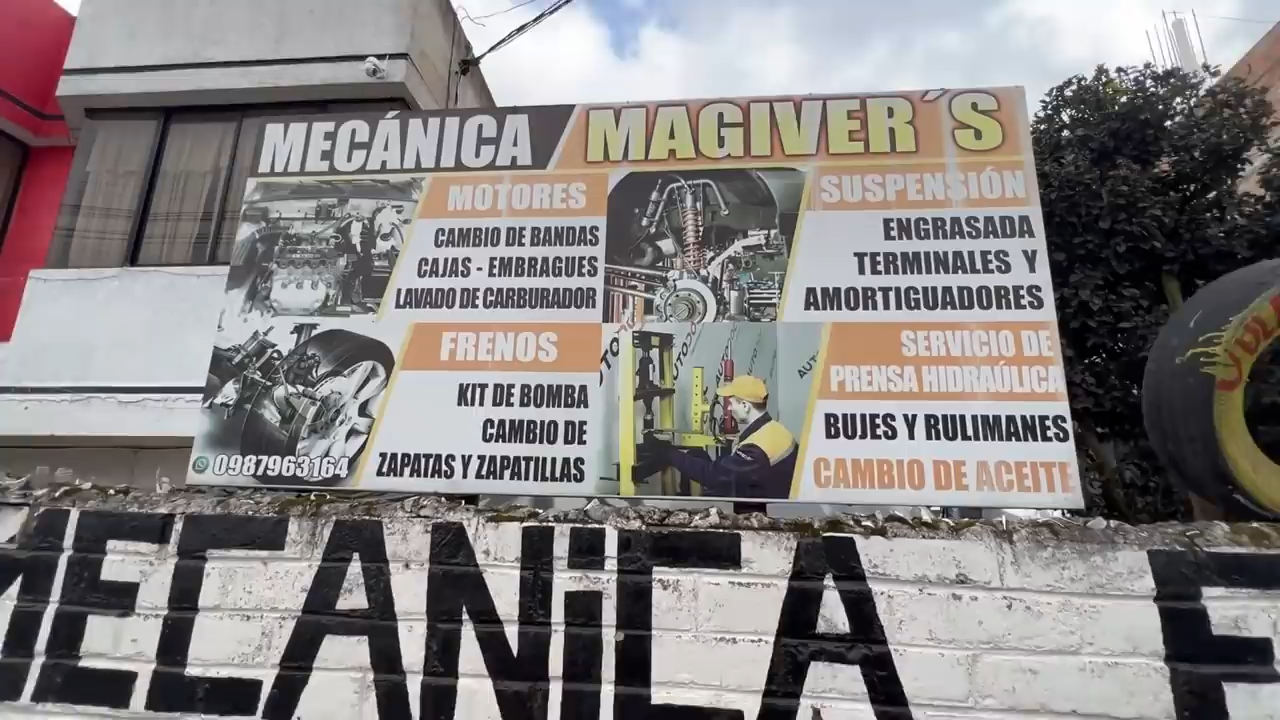 MECÁNICA MAGIVER´S
MOTORES
CAMBIO DE BANDAS
CAJAS - EMBRAGUES
LAVADO DE CARBURADOR
SUSPENSIÓN
ENGRASADA
TERMINALES Y
AMORTIGUADORES
FRENOS
KIT DE BOMBA
CAMBIO DE
ZAPATAS Y ZAPATILLAS
SERVICIO DE
PRENSA HIDRAÚLICA
BUJES Y RULIMANES
CAMBIO DE ACEITE
0987963164
MECANiCA